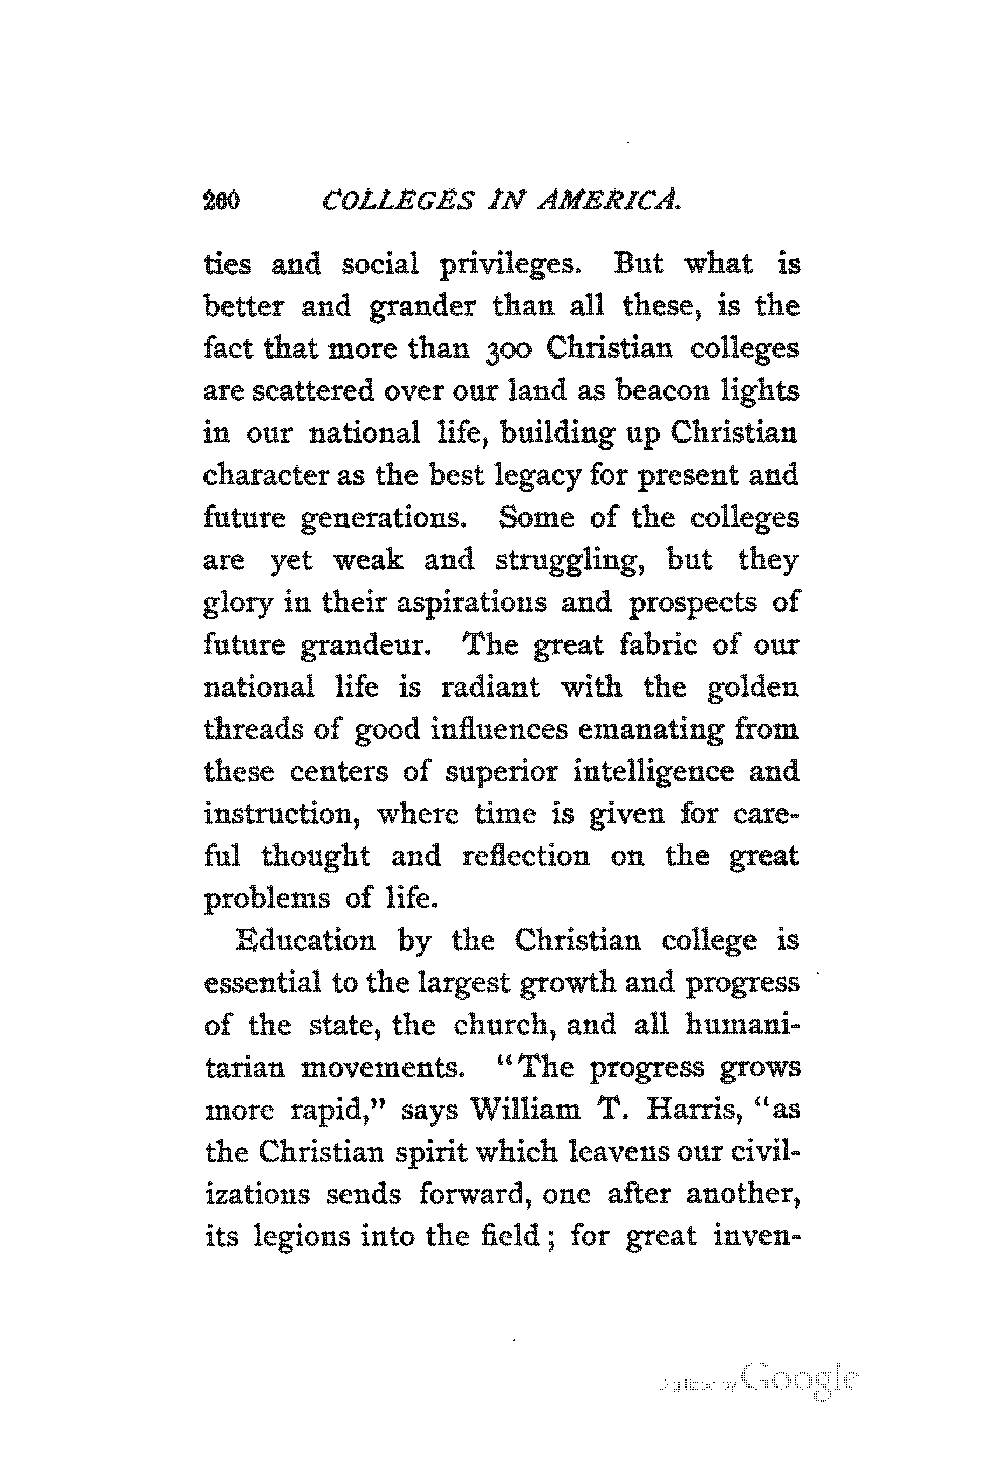 200 COLLEGES IN AMERICA.
ties and social privileges. But what is
better and grander than all these, is the
fact that more than 300 Christian colleges
are scattered over our land as beacon lights
in our national life, building up Christian
character as the best legacy for present and
future generations. Some of the colleges
are yet weak and struggling, but they
glory in their aspirations and prospects of
future grandeur. The great fabric of our
national life is radiant with the golden
threads of good influences emanating from
these centers of superior intelligence and
instruction, where time is given for care-
ful thought and reflection on the great
problems of life.
Education by the Christian college is
essential to the largest growth and progress
of the state, the church, and all humani-
tarian movements. “The progress grows
more rapid,” says William T. Harris, “as
the Christian spirit which leavens our civil-
izations sends forward, one after another,
its legions into the field; for great inven-
Digitized by Google